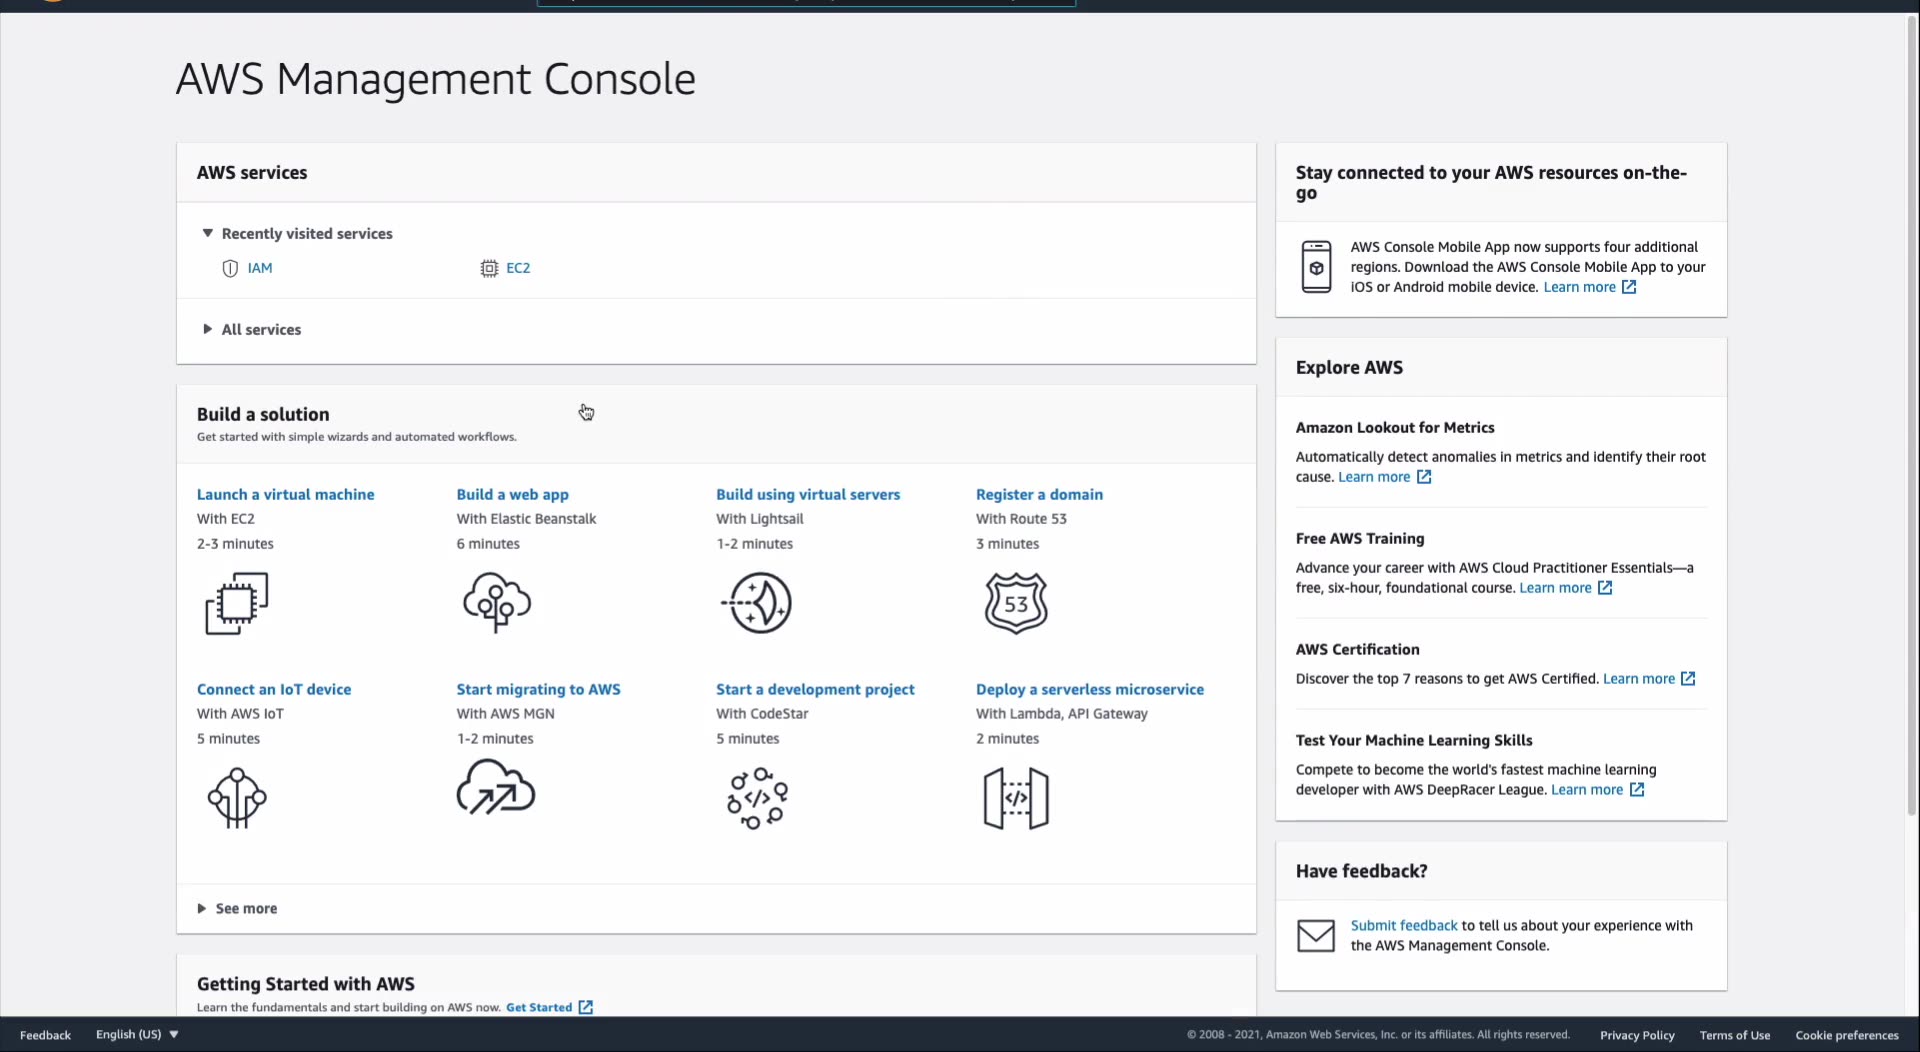 AWS Management Console
AWS services
Recently visited services
IAM
EC2
All services
Build a solution
Get started with simple wizards and automated workflows.
Launch a virtual machine
With EC2
2-3 minutes
Build a web app
With Elastic Beanstalk
6 minutes
Build using virtual servers
With Lightsail
1-2 minutes
Register a domain
With Route 53
3 minutes
53
Connect an IoT device
With AWS IoT
5 minutes
Start migrating to AWS
With AWS MGN
1-2 minutes
Start a development project
With CodeStar
5 minutes
</>
Deploy a serverless microservice
With Lambda, API Gateway
2 minutes
</>
See more
Getting Started with AWS
Learn the fundamentals and start building on AWS now. Get Started
Stay connected to your AWS resources on-the-
go
AWS Console Mobile App now supports four additional
regions. Download the AWS Console Mobile App to your
iOS or Android mobile device. Learn more
Explore AWS
Amazon Lookout for Metrics
Automatically detect anomalies in metrics and identify their root
cause. Learn more
Free AWS Training
Advance your career with AWS Cloud Practitioner Essentials—a
free, six-hour, foundational course. Learn more
AWS Certification
Discover the top 7 reasons to get AWS Certified. Learn more
Test Your Machine Learning Skills
Compete to become the world's fastest machine learning
developer with AWS DeepRacer League. Learn more
Have feedback?
Submit feedback to tell us about your experience with
the AWS Management Console.
Feedback
English (US)
© 2008 - 2021, Amazon Web Services, Inc. or its affiliates. All rights reserved.
Privacy Policy
Terms of Use
Cookie preferences